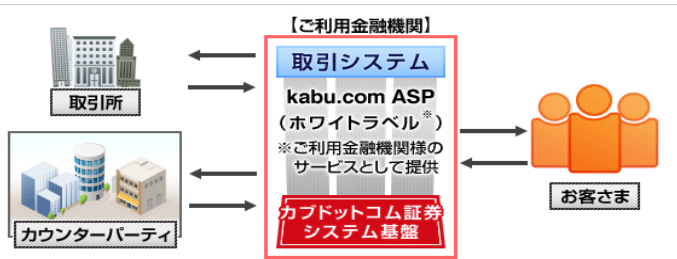 【ご利用金融機関】
取引システム
kabu.com ASP
（ホワイトラベル※）
※ご利用金融機関様の
サービスとして提供
カブドットコム証券
システム基盤
取引所
カウンターパーティ
お客さま